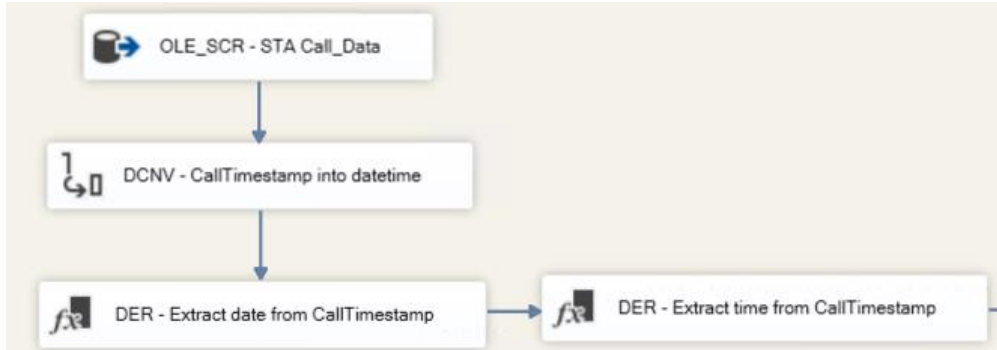 OLE_SCR - STA Call_Data
DCNV - CallTimestamp into datetime
DER - Extract date from CallTimestamp
DER - Extract time from CallTimestamp